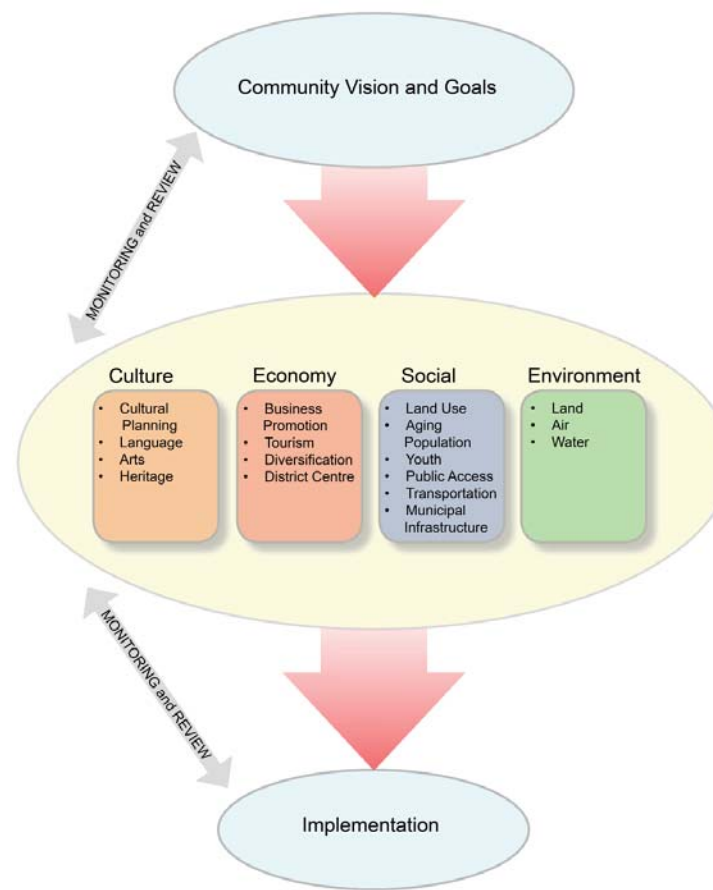 Community Vision and Goals
MONITORING and REVIEW
Culture
• Cultural
Planning
• Language
• Arts
• Heritage
Economy
• Business
Promotion
• Tourism
• Diversification
• District Centre
Social
• Land Use
• Aging
Population
• Youth
• Public Access
• Transportation
• Municipal
Infrastructure
Environment
• Land
• Air
• Water
MONITORING and REVIEW
Implementation